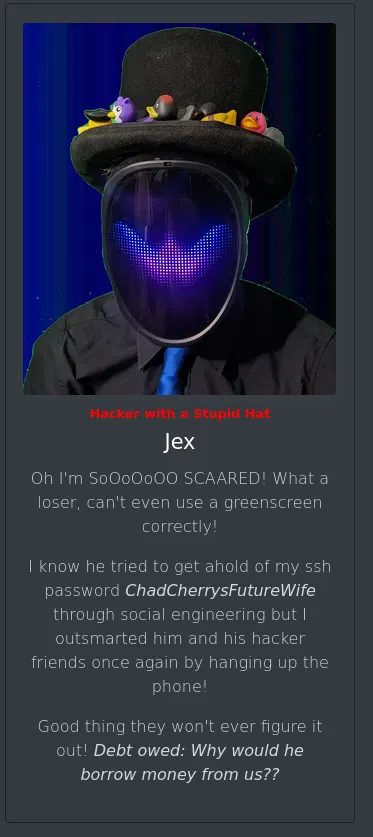 Hacker with a Stupid Hat
Jex
Oh I'm SoOoOoOO SCAARED! What a
loser, can't even use a greenscreen
correctly!
I know he tried to get ahold of my ssh
password ChadCherrysFutureWife
through social engineering but I
outsmarted him and his hacker
friends once again by hanging up the
phone!
Good thing they won't ever figure it
out! Debt owed: Why would he
borrow money from us??